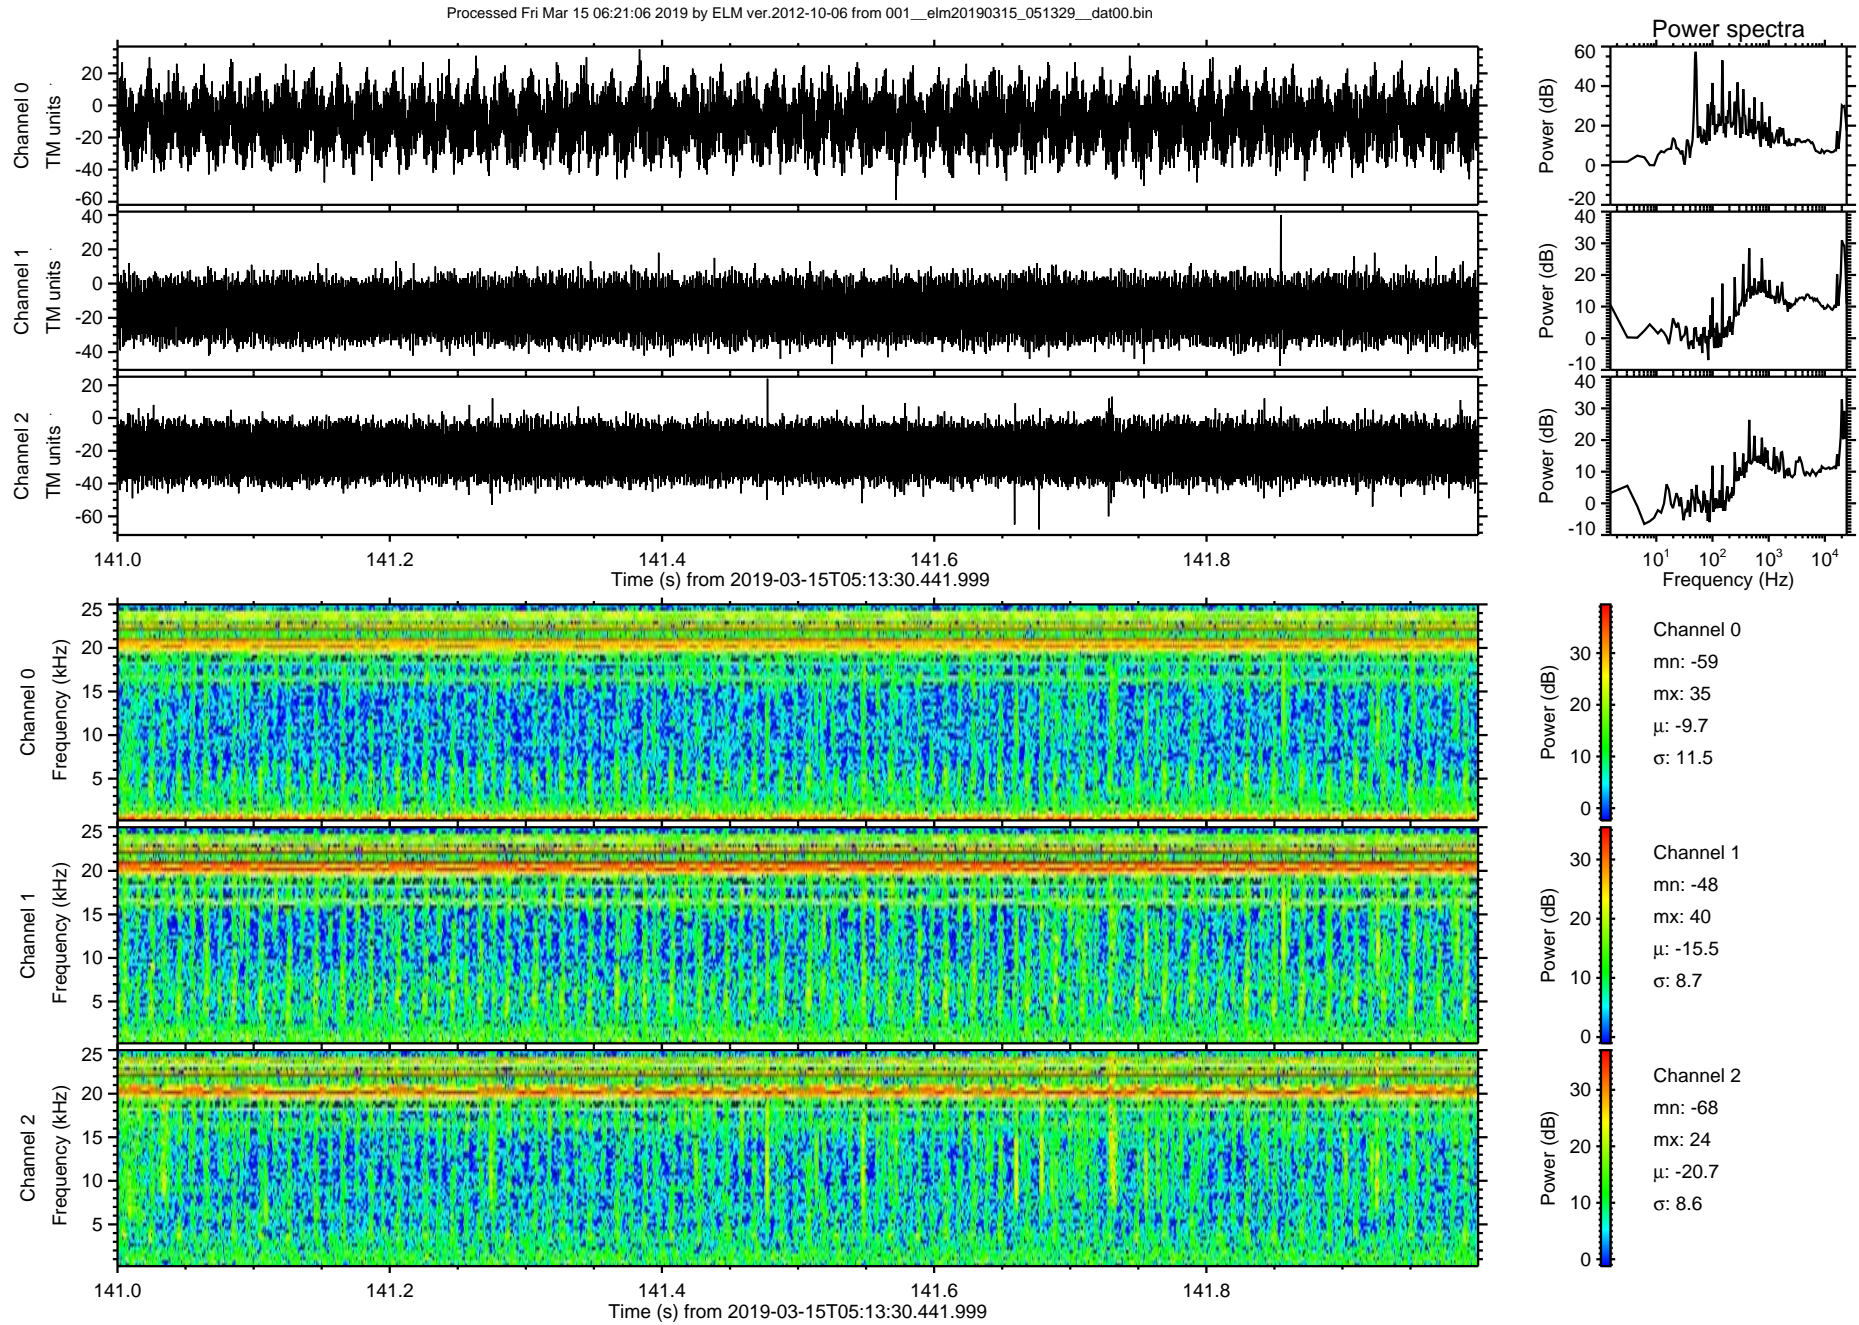 Processed Fri Mar 15 06:21:06 2019 by ELM ver.2012-10-06 from 001__elm20190315_051329__dat00.bin
Power spectra
Channel 0
TM units
20
0
-20
-40
-60
Power (dB)
60
40
20
0
-20
Channel 1
TM units
40
20
0
-20
-40
Power (dB)
40
30
20
10
0
-10
Channel 2
TM units
20
0
-20
-40
-60
Power (dB)
40
30
20
10
0
-10
141.0 141.2 141.4 141.6 141.8
Time (s) from 2019-03-15T05:13:30.441.999
10¹ 10² 10³ 10⁴
Frequency (Hz)
Channel 0
Frequency (kHz)
25
20
15
10
5
Power (dB)
30
20
10
0
Channel 0
mn: -59
mx: 35
μ: -9.7
σ: 11.5
Channel 1
Frequency (kHz)
25
20
15
10
5
Power (dB)
30
20
10
0
Channel 1
mn: -48
mx: 40
μ: -15.5
σ: 8.7
Channel 2
Frequency (kHz)
25
20
15
10
5
Power (dB)
30
20
10
0
Channel 2
mn: -68
mx: 24
μ: -20.7
σ: 8.6
141.0 141.2 141.4 141.6 141.8
Time (s) from 2019-03-15T05:13:30.441.999